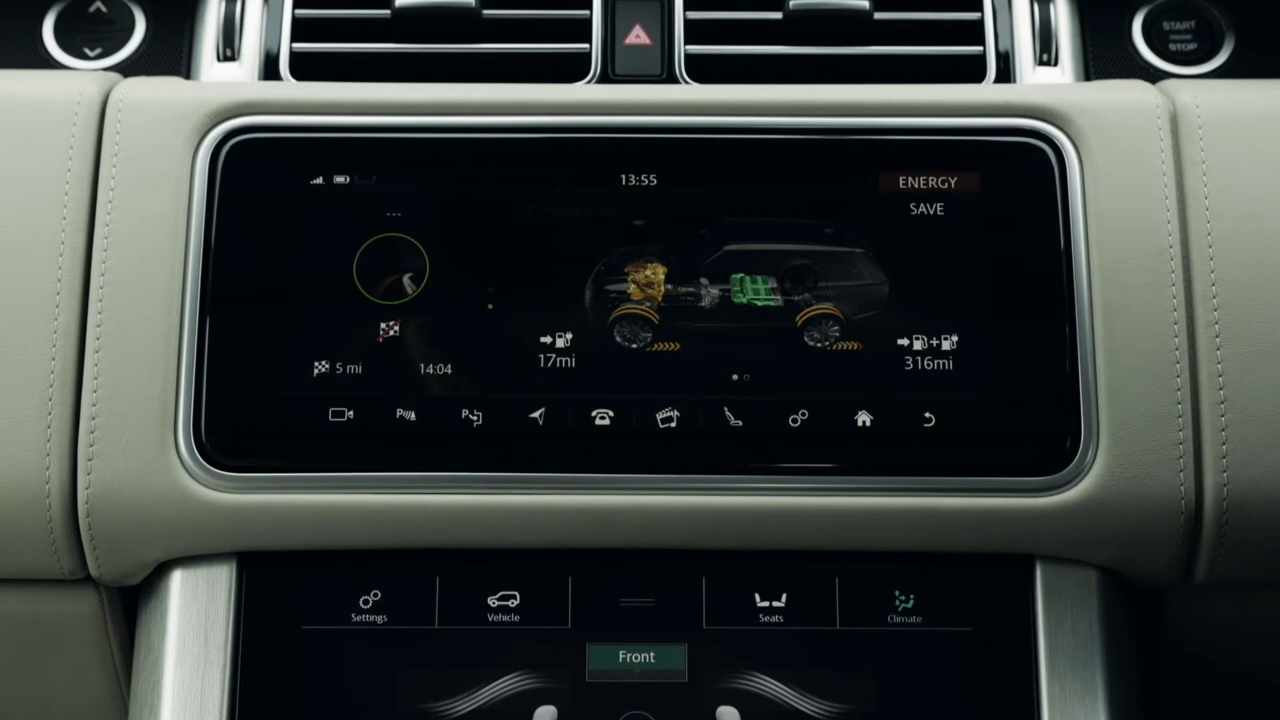 START
STOP
13:55
ENERGY
SAVE
---
17mi
316mi
5 mi
14:04
P
P
Settings
Vehicle
Seats
Climate
Front